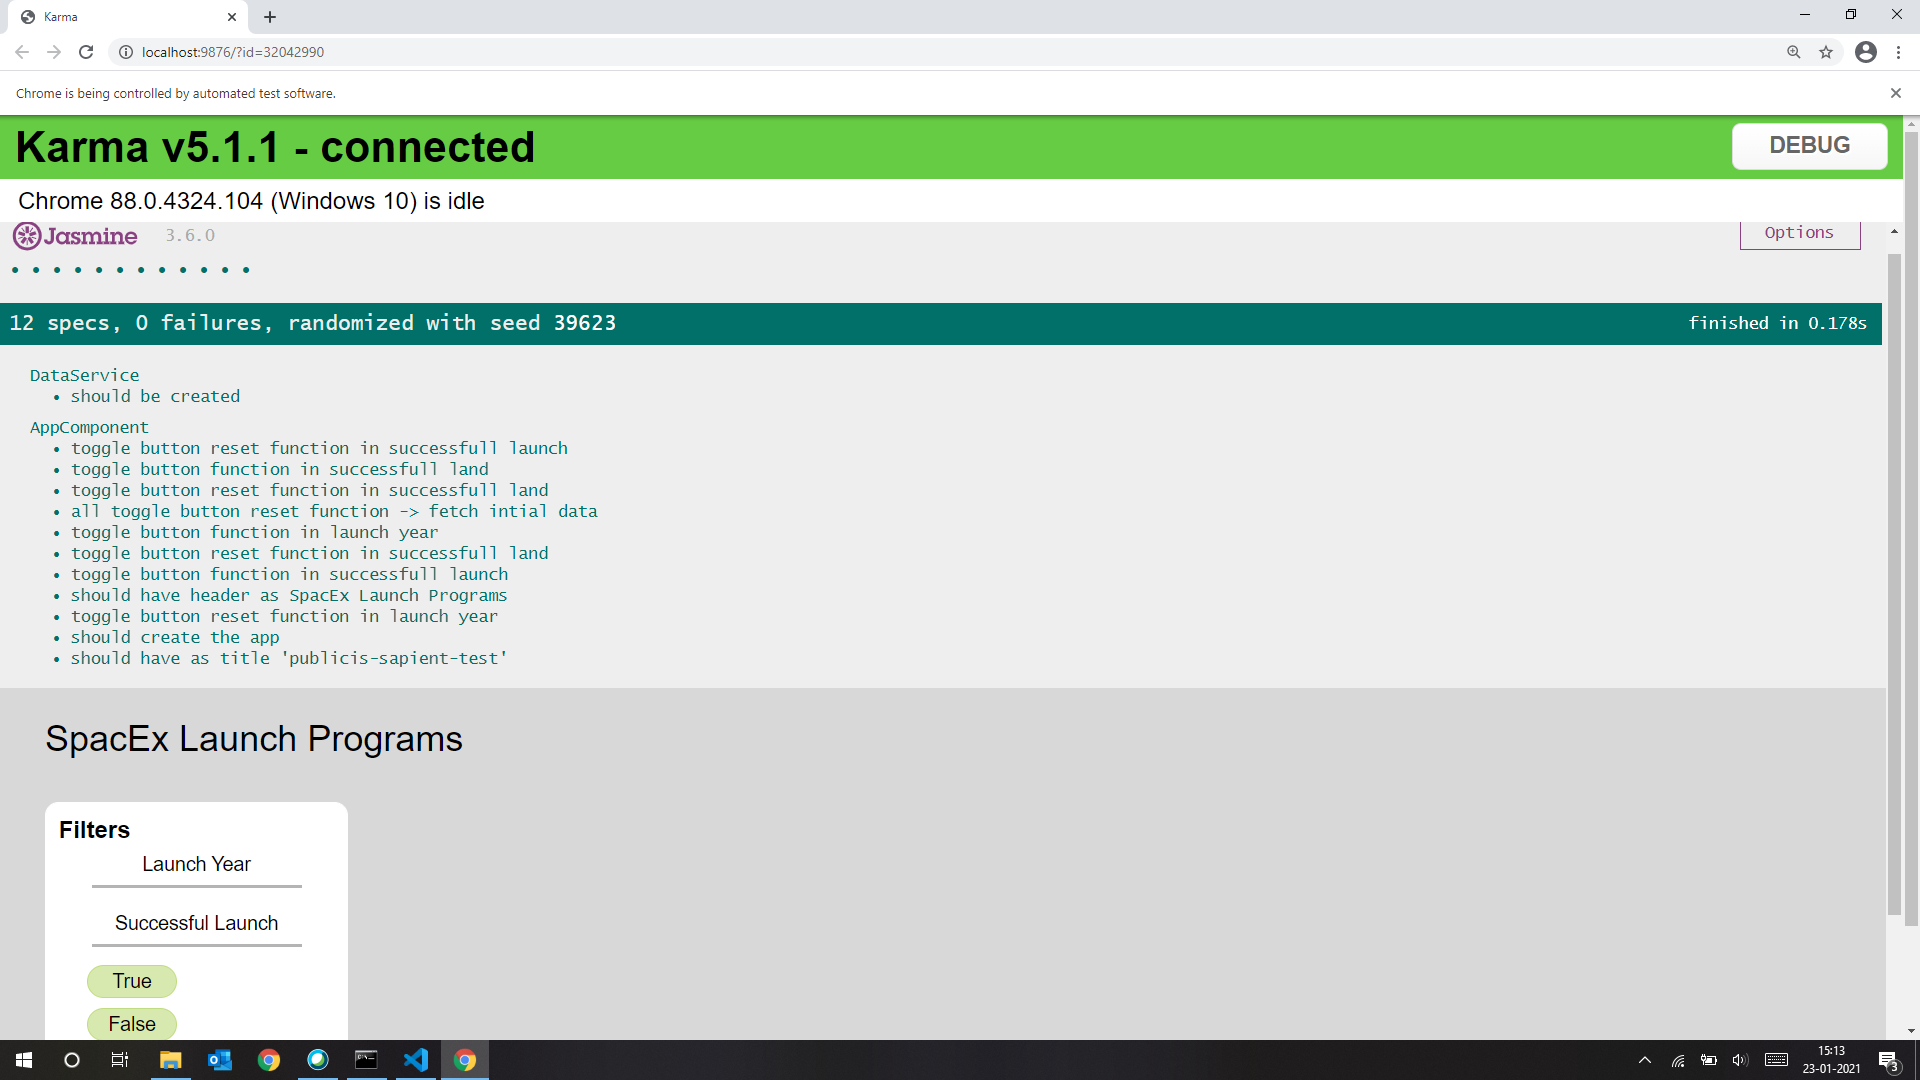 Karma
localhost:9876/?id=32042990
Chrome is being controlled by automated test software.
Karma v5.1.1 - connected
DEBUG
Chrome 88.0.4324.104 (Windows 10) is idle
Jasmine 3.6.0
Options
12 specs, 0 failures, randomized with seed 39623
finished in 0.178s
DataService
• should be created
AppComponent
• toggle button reset function in successfull launch
• toggle button function in successfull land
• toggle button reset function in successfull land
• all toggle button reset function -> fetch intial data
• toggle button function in launch year
• toggle button reset function in successfull land
• toggle button function in successfull launch
• should have header as SpacEx Launch Programs
• toggle button reset function in launch year
• should create the app
• should have as title 'publicis-sapient-test'
SpacEx Launch Programs
Filters
Launch Year
Successful Launch
True
False
15:13
23-01-2021
3